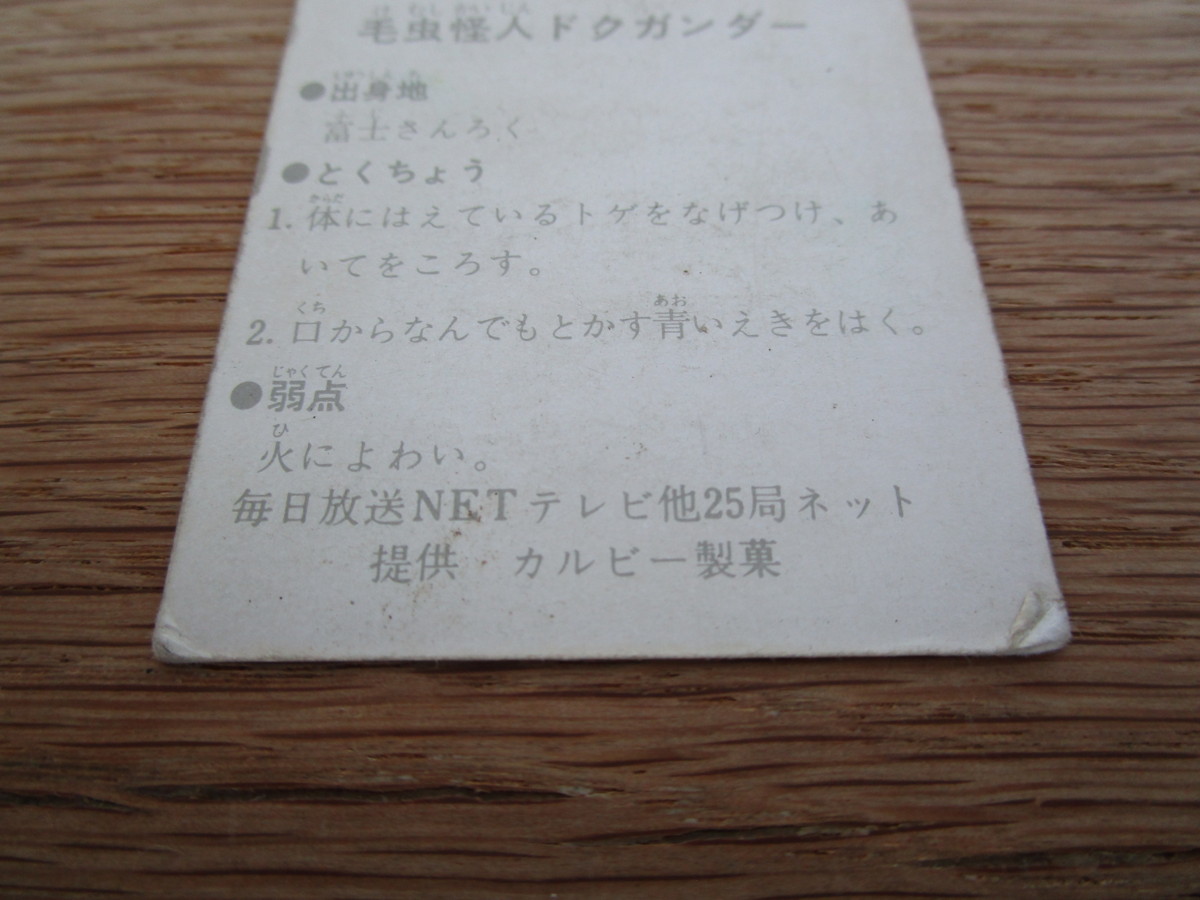 毛虫怪人ドクガンダー
●出身地
富士さんろく
●とくちょう
1. 体にはえているトゲをなげつけ、あ
いてをころす。
2. 口からなんでもとかす青いえきをはく。
●弱点
火によわい。
毎日放送NETテレビ他25局ネット
提供 カルビー製菓